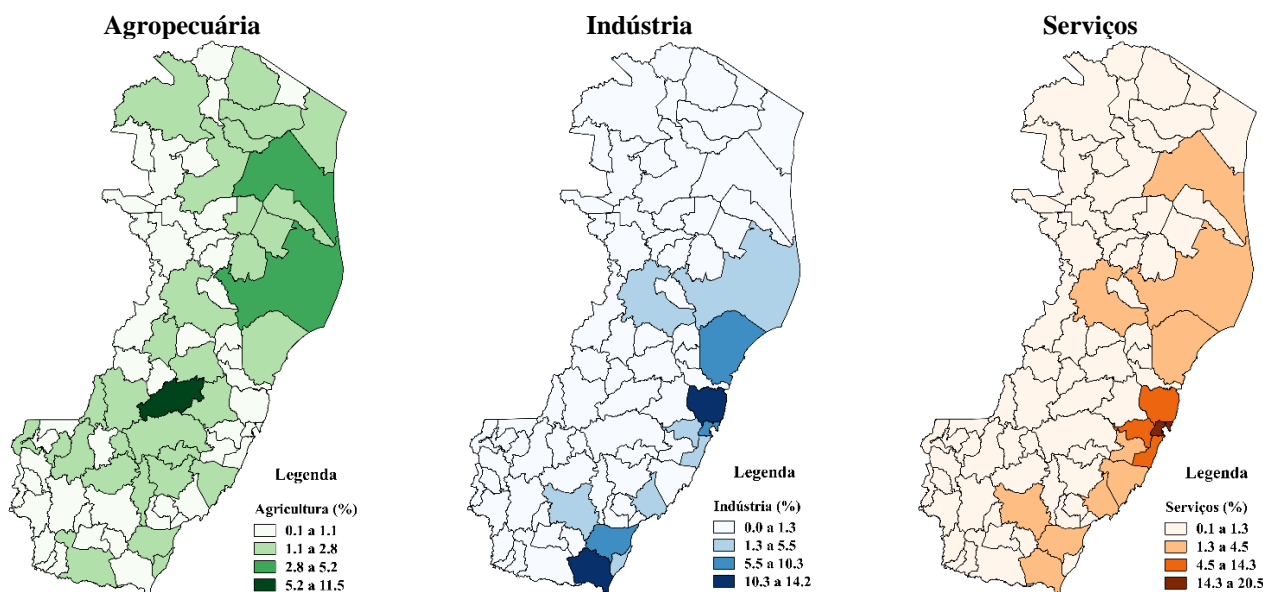 Agropecuária
Legenda
Agricultura (%)
0.1 a 1.1
1.1 a 2.8
2.8 a 5.2
5.2 a 11.5
Indústria
Legenda
Indústria (%)
0.0 a 1.3
1.3 a 5.5
5.5 a 10.3
10.3 a 14.2
Serviços
Legenda
Serviços (%)
0.1 a 1.3
1.3 a 4.5
4.5 a 14.3
14.3 a 20.5